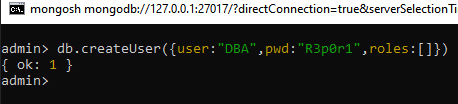 mongosh mongodb://127.0.0.1:27017/?directConnection=true&serverSelectionTi
admin> db.createUser({user:"DBA",pwd:"R3p0r1",roles:[]})
{ ok: 1 }
admin>